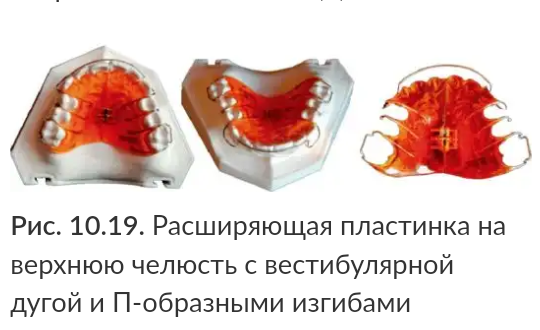 Рис. 10.19. Расширяющая пластинка на
верхнюю челюсть с вестибулярной
дугой и П-образными изгибами